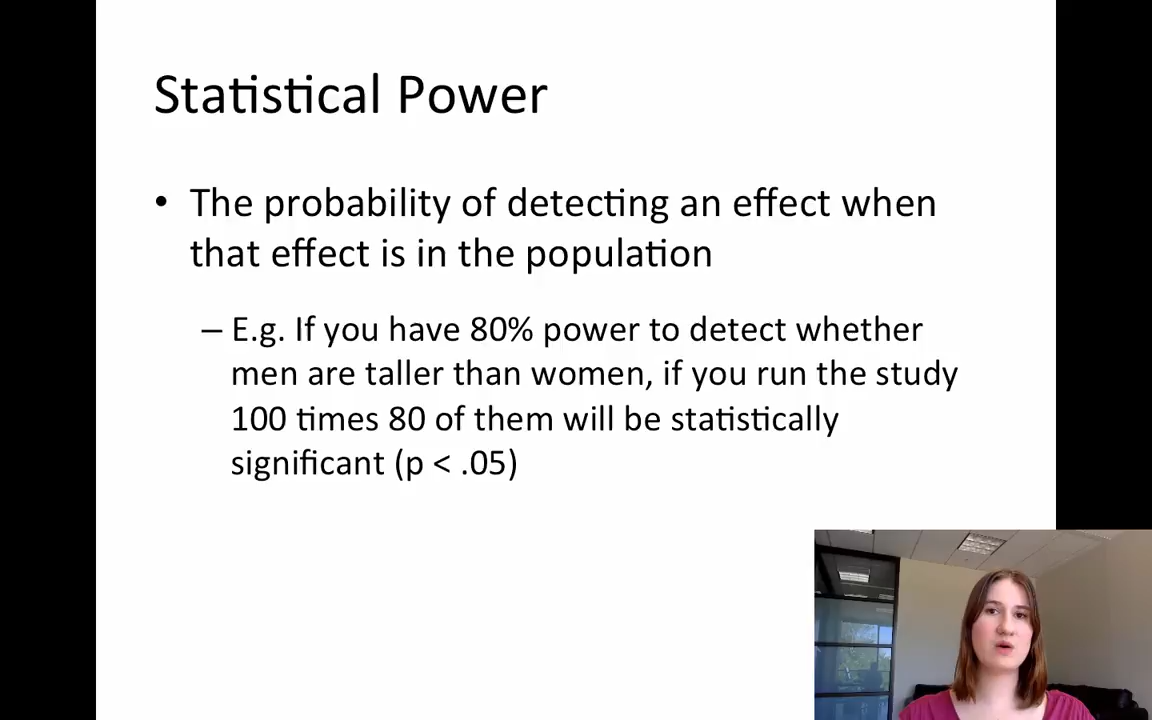 Statistical Power
• The probability of detecting an effect when
that effect is in the population
– E.g. If you have 80% power to detect whether
men are taller than women, if you run the study
100 times 80 of them will be statistically
significant (p < .05)